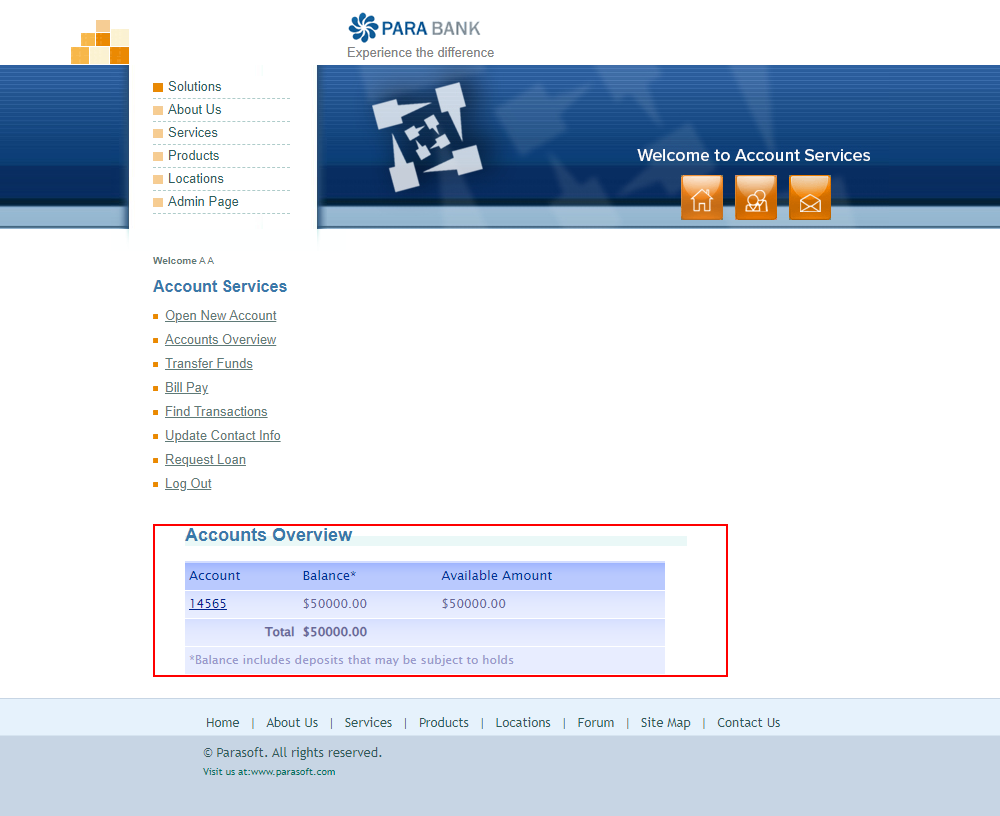 PARA BANK
Experience the difference
Solutions
About Us
Services
Products
Locations
Admin Page
Welcome to Account Services
Welcome A A
Account Services
Open New Account
Accounts Overview
Transfer Funds
Bill Pay
Find Transactions
Update Contact Info
Request Loan
Log Out
Accounts Overview
Account Balance* Available Amount
14565 $50000.00 $50000.00
Total $50000.00
*Balance includes deposits that may be subject to holds
Home | About Us | Services | Products | Locations | Forum | Site Map | Contact Us
© Parasoft. All rights reserved.
Visit us at:www.parasoft.com